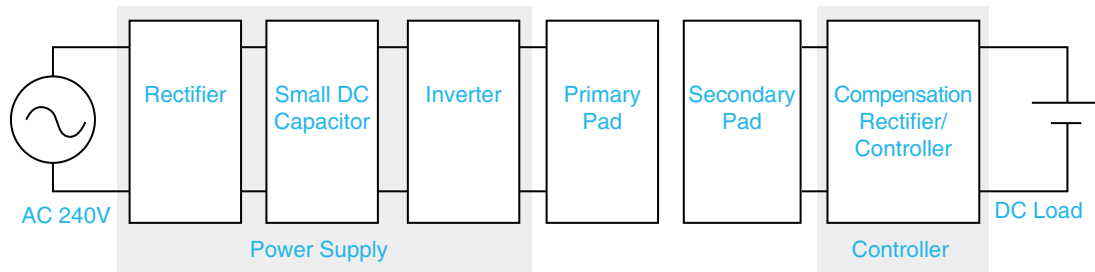 Rectifier
Small DC
Capacitor
Inverter
Primary
Pad
Secondary
Pad
Compensation
Rectifier/
Controller
AC 240V
DC Load
Power Supply
Controller